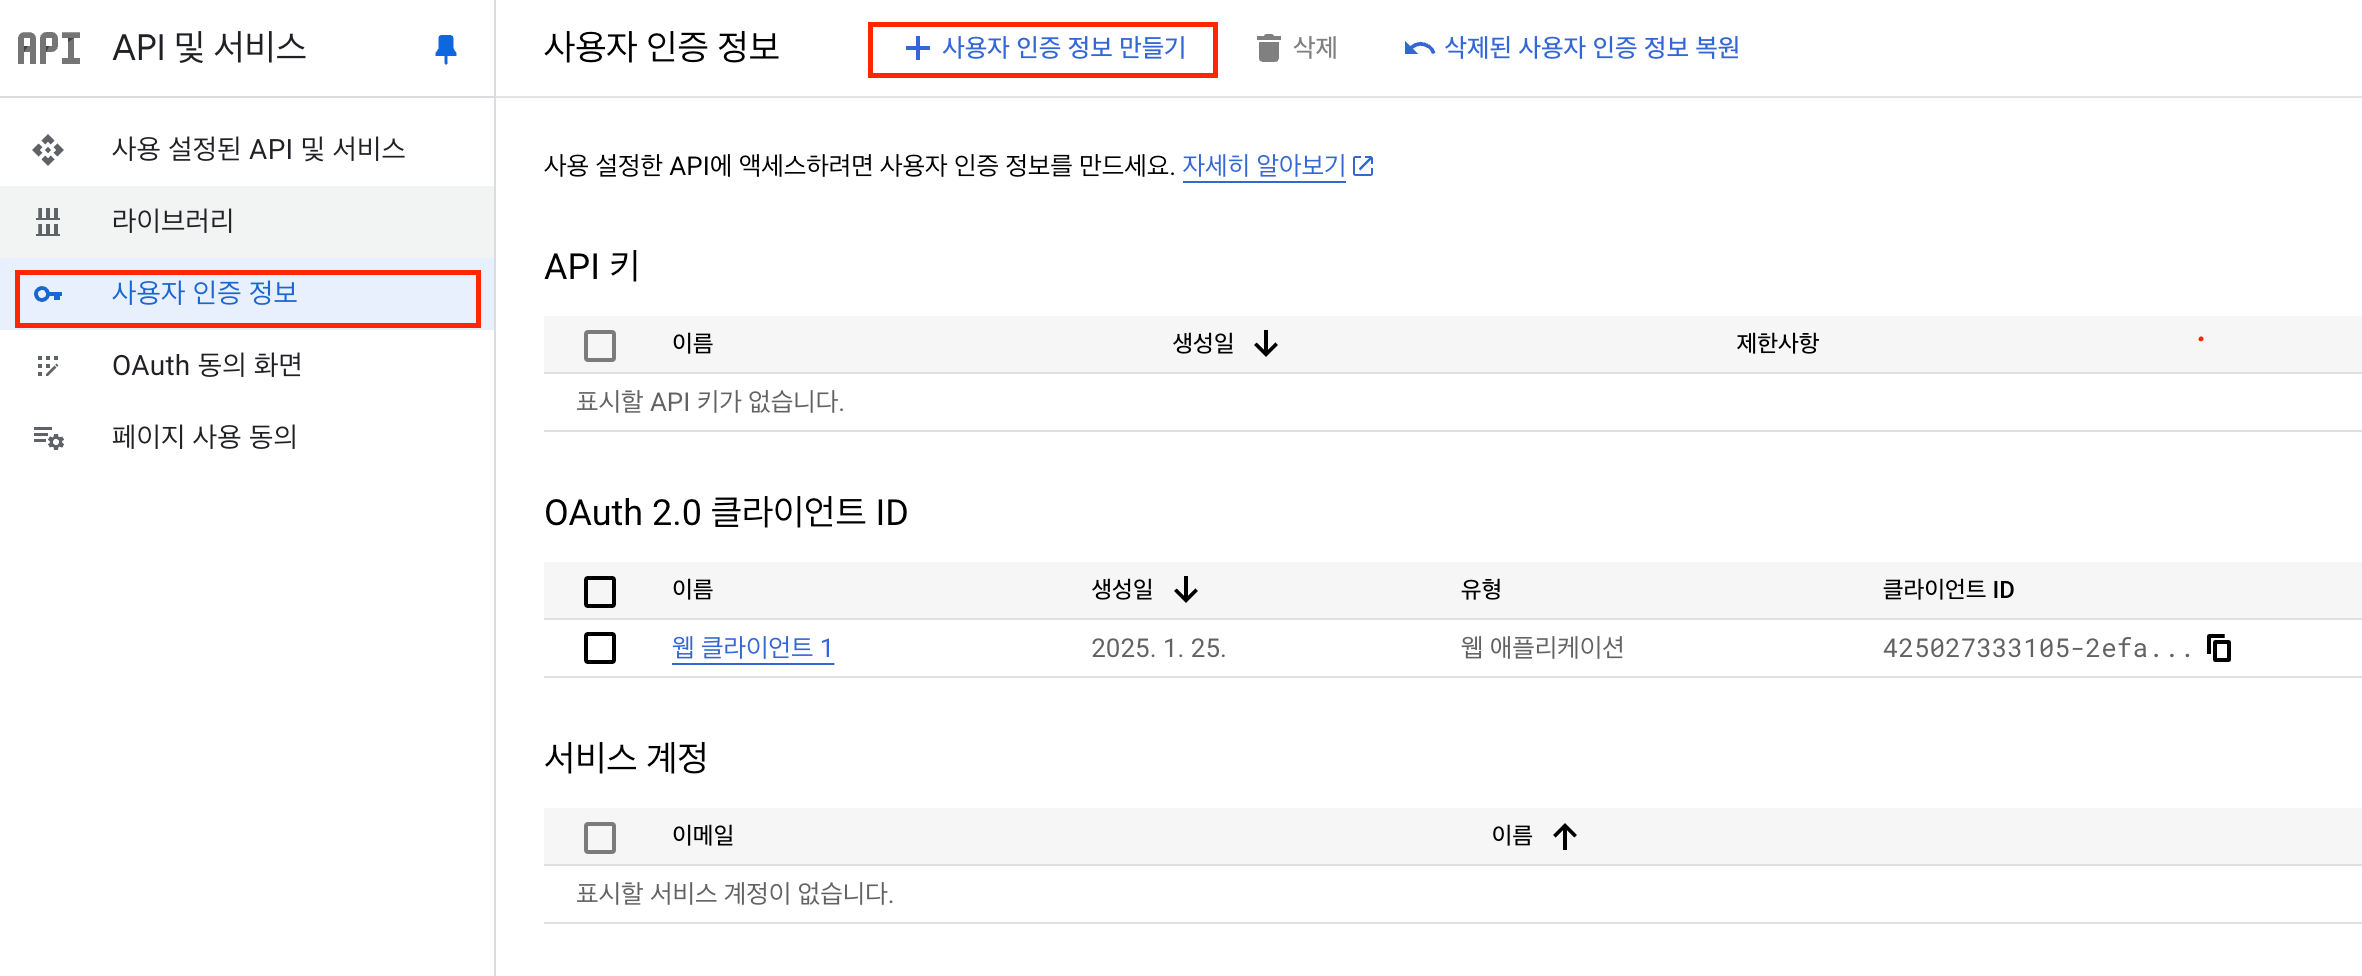 API API 및 서비스
사용 설정된 API 및 서비스
라이브러리
사용자 인증 정보
OAuth 동의 화면
페이지 사용 동의
사용자 인증 정보 + 사용자 인증 정보 만들기 삭제 삭제된 사용자 인증 정보 복원
사용 설정한 API에 액세스하려면 사용자 인증 정보를 만드세요. 자세히 알아보기
API 키
이름 생성일 제한사항
표시할 API 키가 없습니다.
OAuth 2.0 클라이언트 ID
이름 생성일 유형 클라이언트 ID
웹 클라이언트 1 2025. 1. 25. 웹 애플리케이션 425027333105-2efa...
서비스 계정
이메일 이름
표시할 서비스 계정이 없습니다.